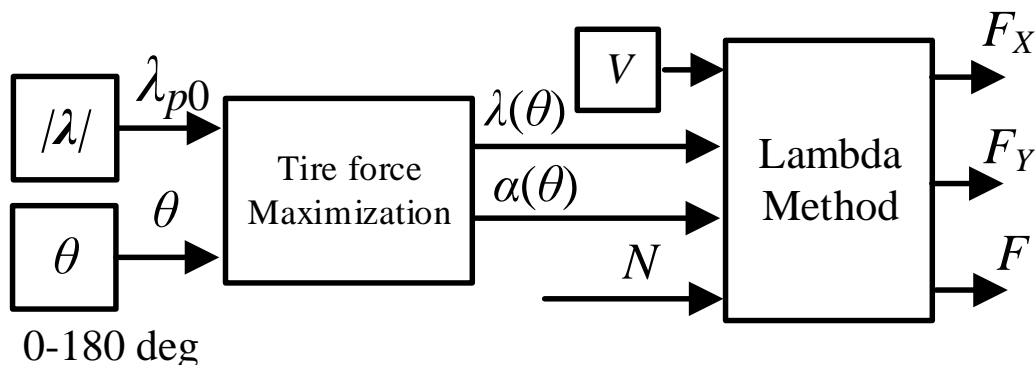 |λ|
λp0
θ
θ
0-180 deg
Tire force
Maximization
λ(θ)
α(θ)
N
V
Lambda
Method
FX
FY
F